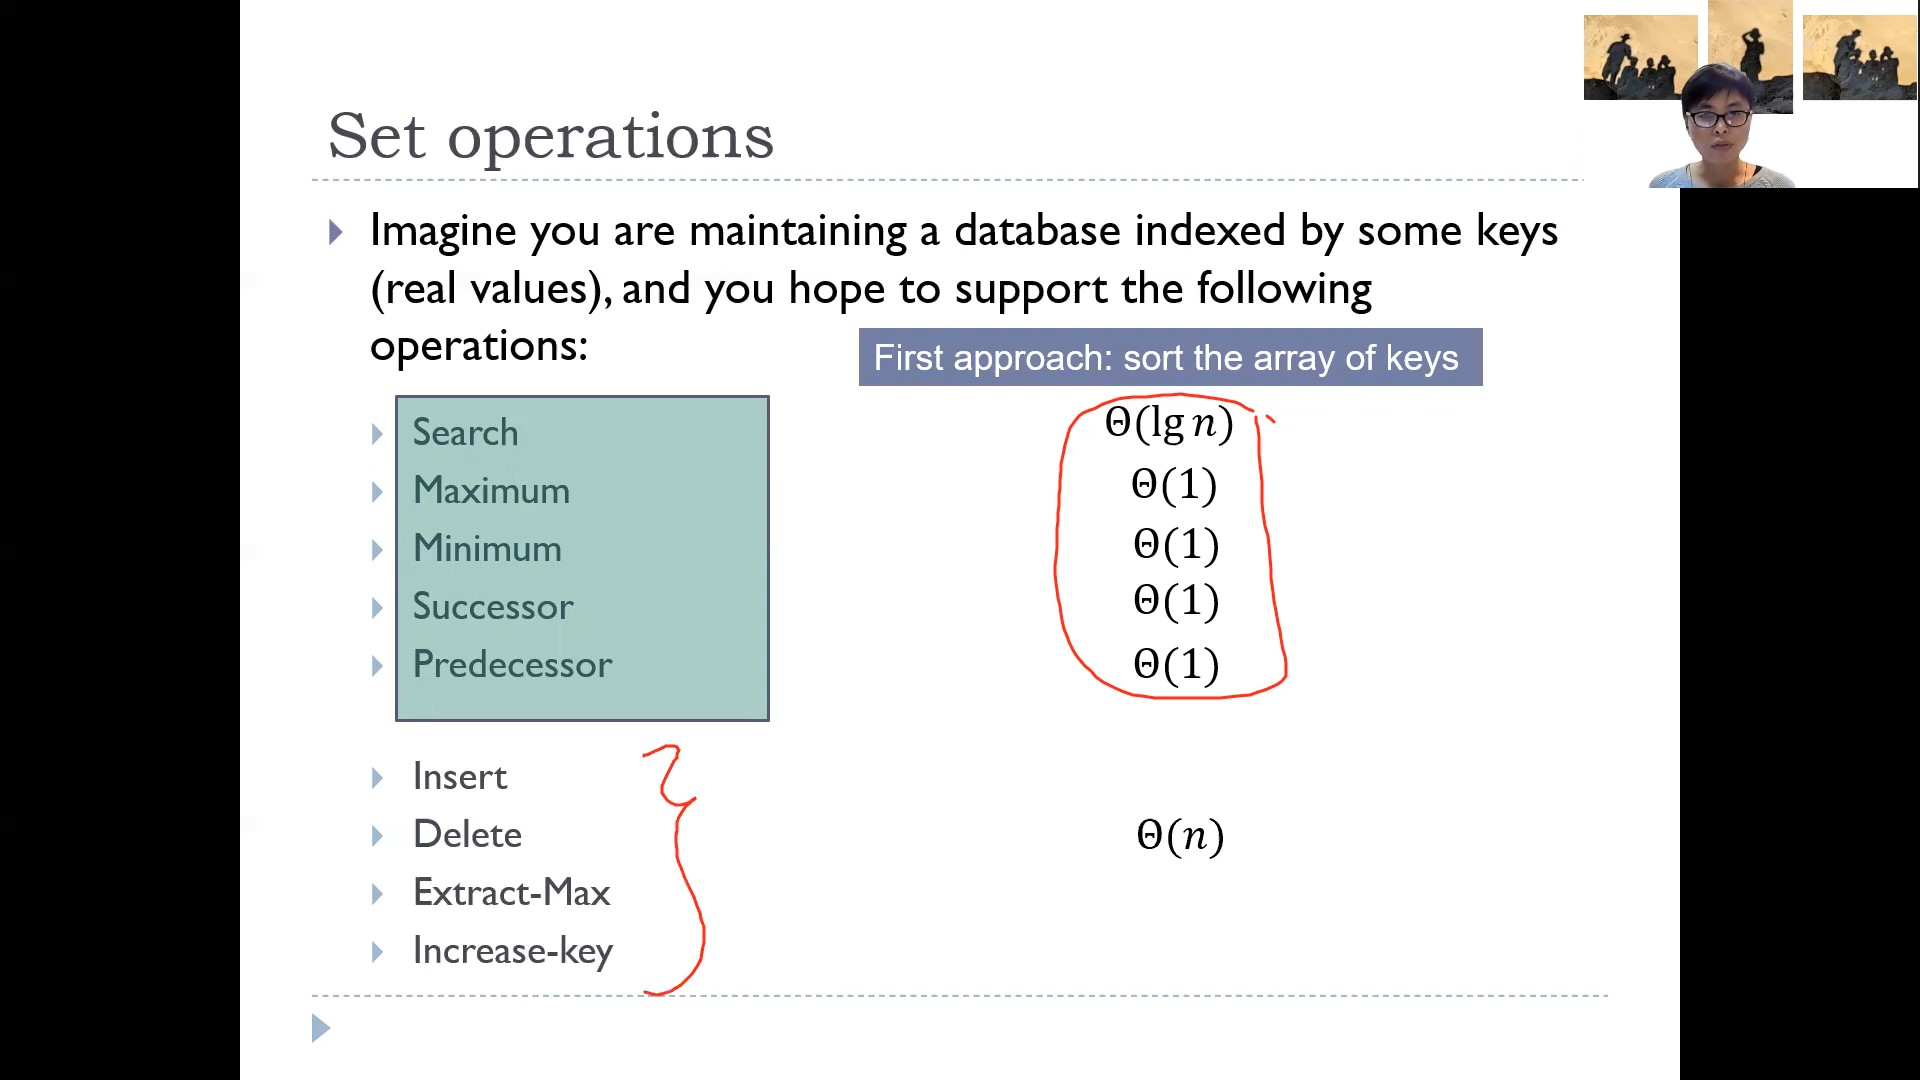 Set operations
Imagine you are maintaining a database indexed by some keys
(real values), and you hope to support the following
operations:
First approach: sort the array of keys
Search Θ(lg n)
Maximum Θ(1)
Minimum Θ(1)
Successor Θ(1)
Predecessor Θ(1)
Insert
Delete Θ(n)
Extract-Max
Increase-key